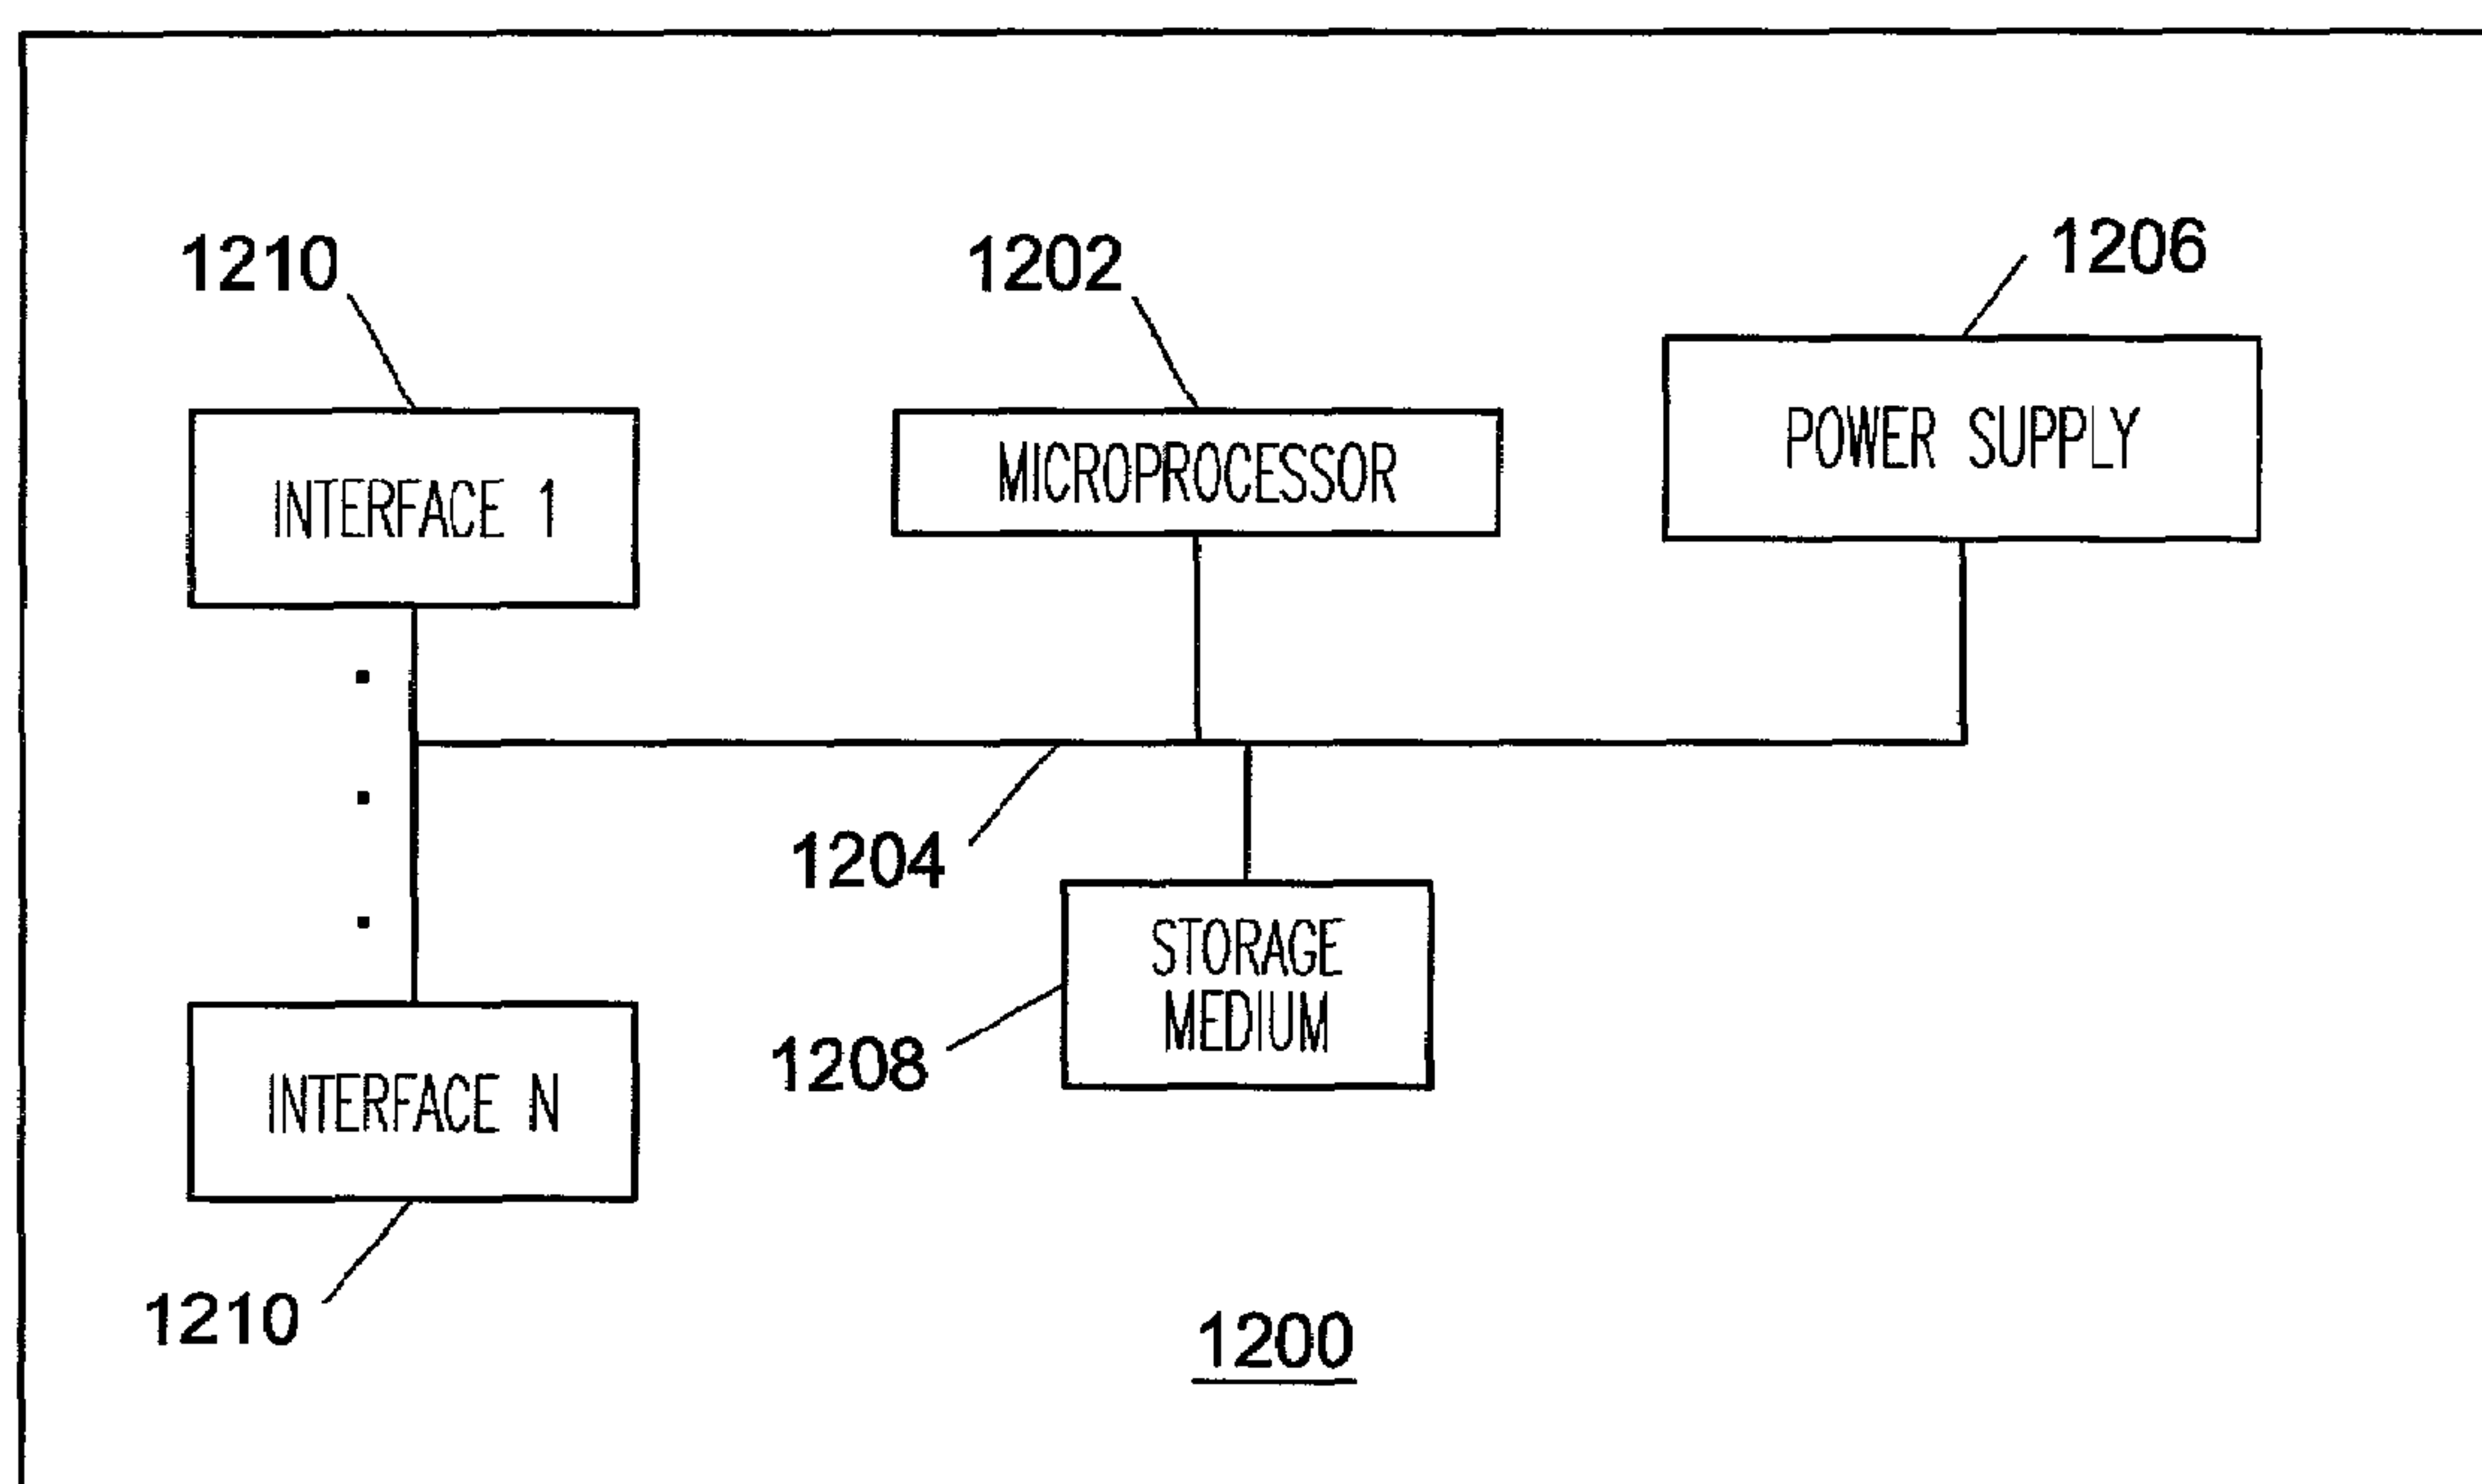 1210
1202
1206
INTERFACE 1
MICROPROCESSOR
POWER SUPPLY
1204
STORAGE
MEDIUM
1208
INTERFACE N
1210
1200